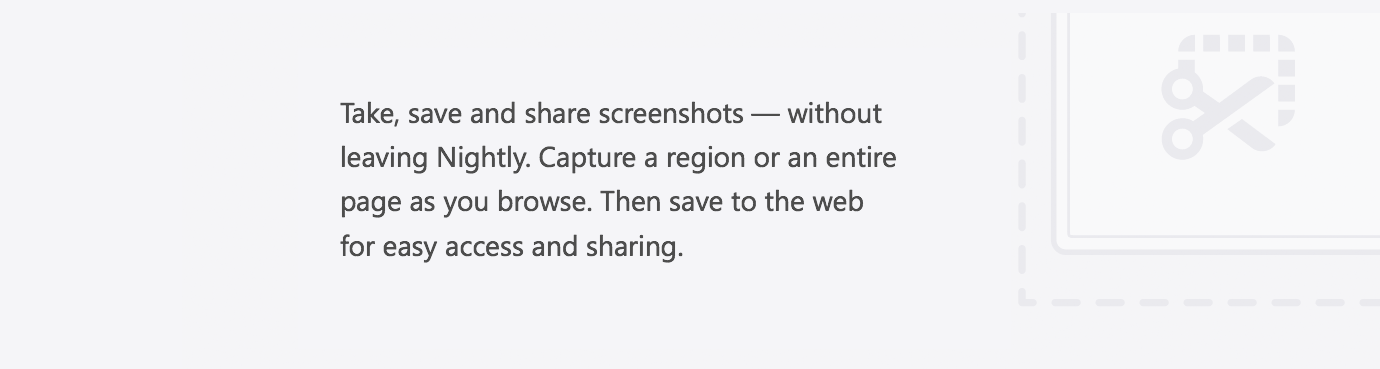 Take, save and share screenshots — without
leaving Nightly. Capture a region or an entire
page as you browse. Then save to the web
for easy access and sharing.